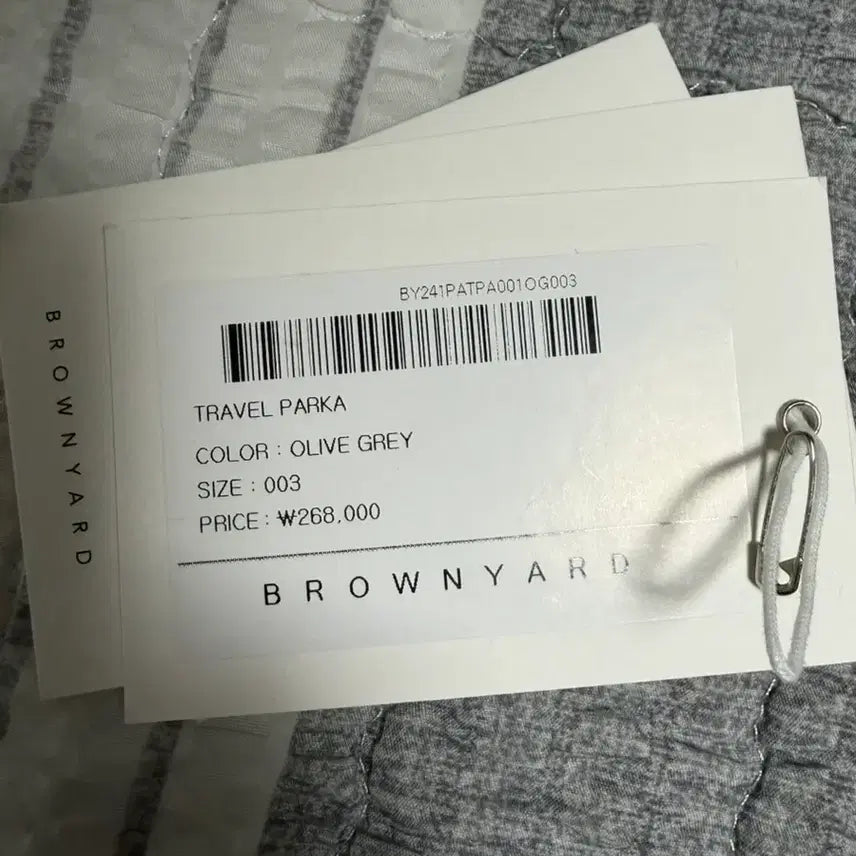 BROWNYARD
BY241PATPA001OG003
TRAVEL PARKA
COLOR : OLIVE GREY
SIZE : 003
PRICE : ₩268,000
BROWNYARD